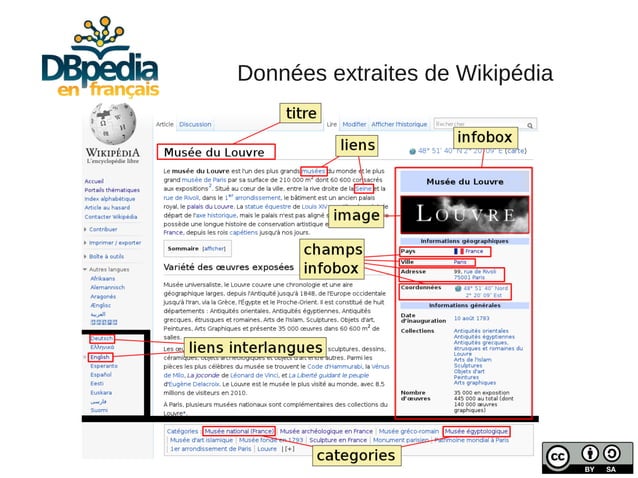 DBpedia
en français
Données extraites de Wikipédia
titre
liens
infobox
image
champs
infobox
liens interlangues
categories
WIKIPÉDIA
L'encyclopédie libre
Accueil
Portails thématiques
Index alphabétique
Article au hasard
Contacter Wikipédia
Contribuer
Imprimer / exporter
Boîte à outils
Autres langues
Afrikaans
Alemannisch
Aragonés
Ænglisc
العربية
Deutsch
Ελληνικά
English
Esperanto
Español
Eesti
Euskara
فارسی
Suomi
Article Discussion
Lire Modifier Afficher l'historique
Rechercher
48° 51′ 40″ N 2° 20′ 09″ E (carte)
Musée du Louvre
Le musée du Louvre est l'un des plus grands musées du monde et le plus
grand musée de Paris par sa surface de 210 000 m² dont 60 600 consacrés
aux expositions². Situé au cœur de la ville, entre la rive droite de la Seine et la
rue de Rivoli, dans le 1er arrondissement, le bâtiment est un ancien palais
royal, le palais du Louvre. La statue équestre de Louis XIV
départ de l'axe historique, mais le palais n'est pas aligné
possède une longue histoire de conservation artistique
France, depuis les rois capétiens jusqu'à nos jours.
Sommaire [afficher]
Variété des œuvres exposées
Musée universaliste, le Louvre couvre une chronologie et une aire
géographique larges, depuis l'Antiquité jusqu'à 1848, de l'Europe occidentale
jusqu'à l'Iran, via la Grèce, l'Égypte et le Proche-Orient. Il est constitué de huit
départements : Antiquités orientales, Antiquités égyptiennes, Antiquités
grecques, étrusques et romaines, Arts de l'Islam, Sculptures, Objets d'art,
Peintures, Arts Graphiques et présente 35 000 œuvres dans 60 600 m² de
salles.
sculptures, dessins,
céramiques, objets archéologiques et objets d'art
pièces les plus célèbres du musée se trouvent le Code d'Hammurabi, la Vénus
de Milo, La Joconde de Léonard de Vinci, et La Liberté guidant le peuple
d'Eugène Delacroix. Le Louvre est le musée le plus visité au monde, avec 8,5
millions de visiteurs en 2010.
A Paris, plusieurs musées nationaux sont complémentaires des collections du
Louvre
Musée du Louvre
LOUVRE
Informations géographiques
Pays France
Ville Paris
Adresse 99, rue de Rivoli
75001 Paris
Coordonnées 48° 51′ 40″ Nord
2° 20′ 09″ Est
Informations générales
Date
d'inauguration 10 août 1793
Collections Antiquités orientales
Antiquités égyptiennes
Antiquités grecques,
étrusques et romaines du
Louvre
Arts de l'Islam
Sculptures
Objets d'art
Peintures
Arts graphiques
Nombre
d'œuvres 35 000 en exposition
445 000 au total (dont
140 000 œuvres
graphiques)
Catégories : Musée national (France) Musée archéologique en France Musée gréco-romain Musée égyptologique
Musée d'art islamique Musée fondé en 1793 Sculpture en France Monument parisien Patrimoine mondial à Paris
1er arrondissement de Paris Louvre [+]
cc BY SA